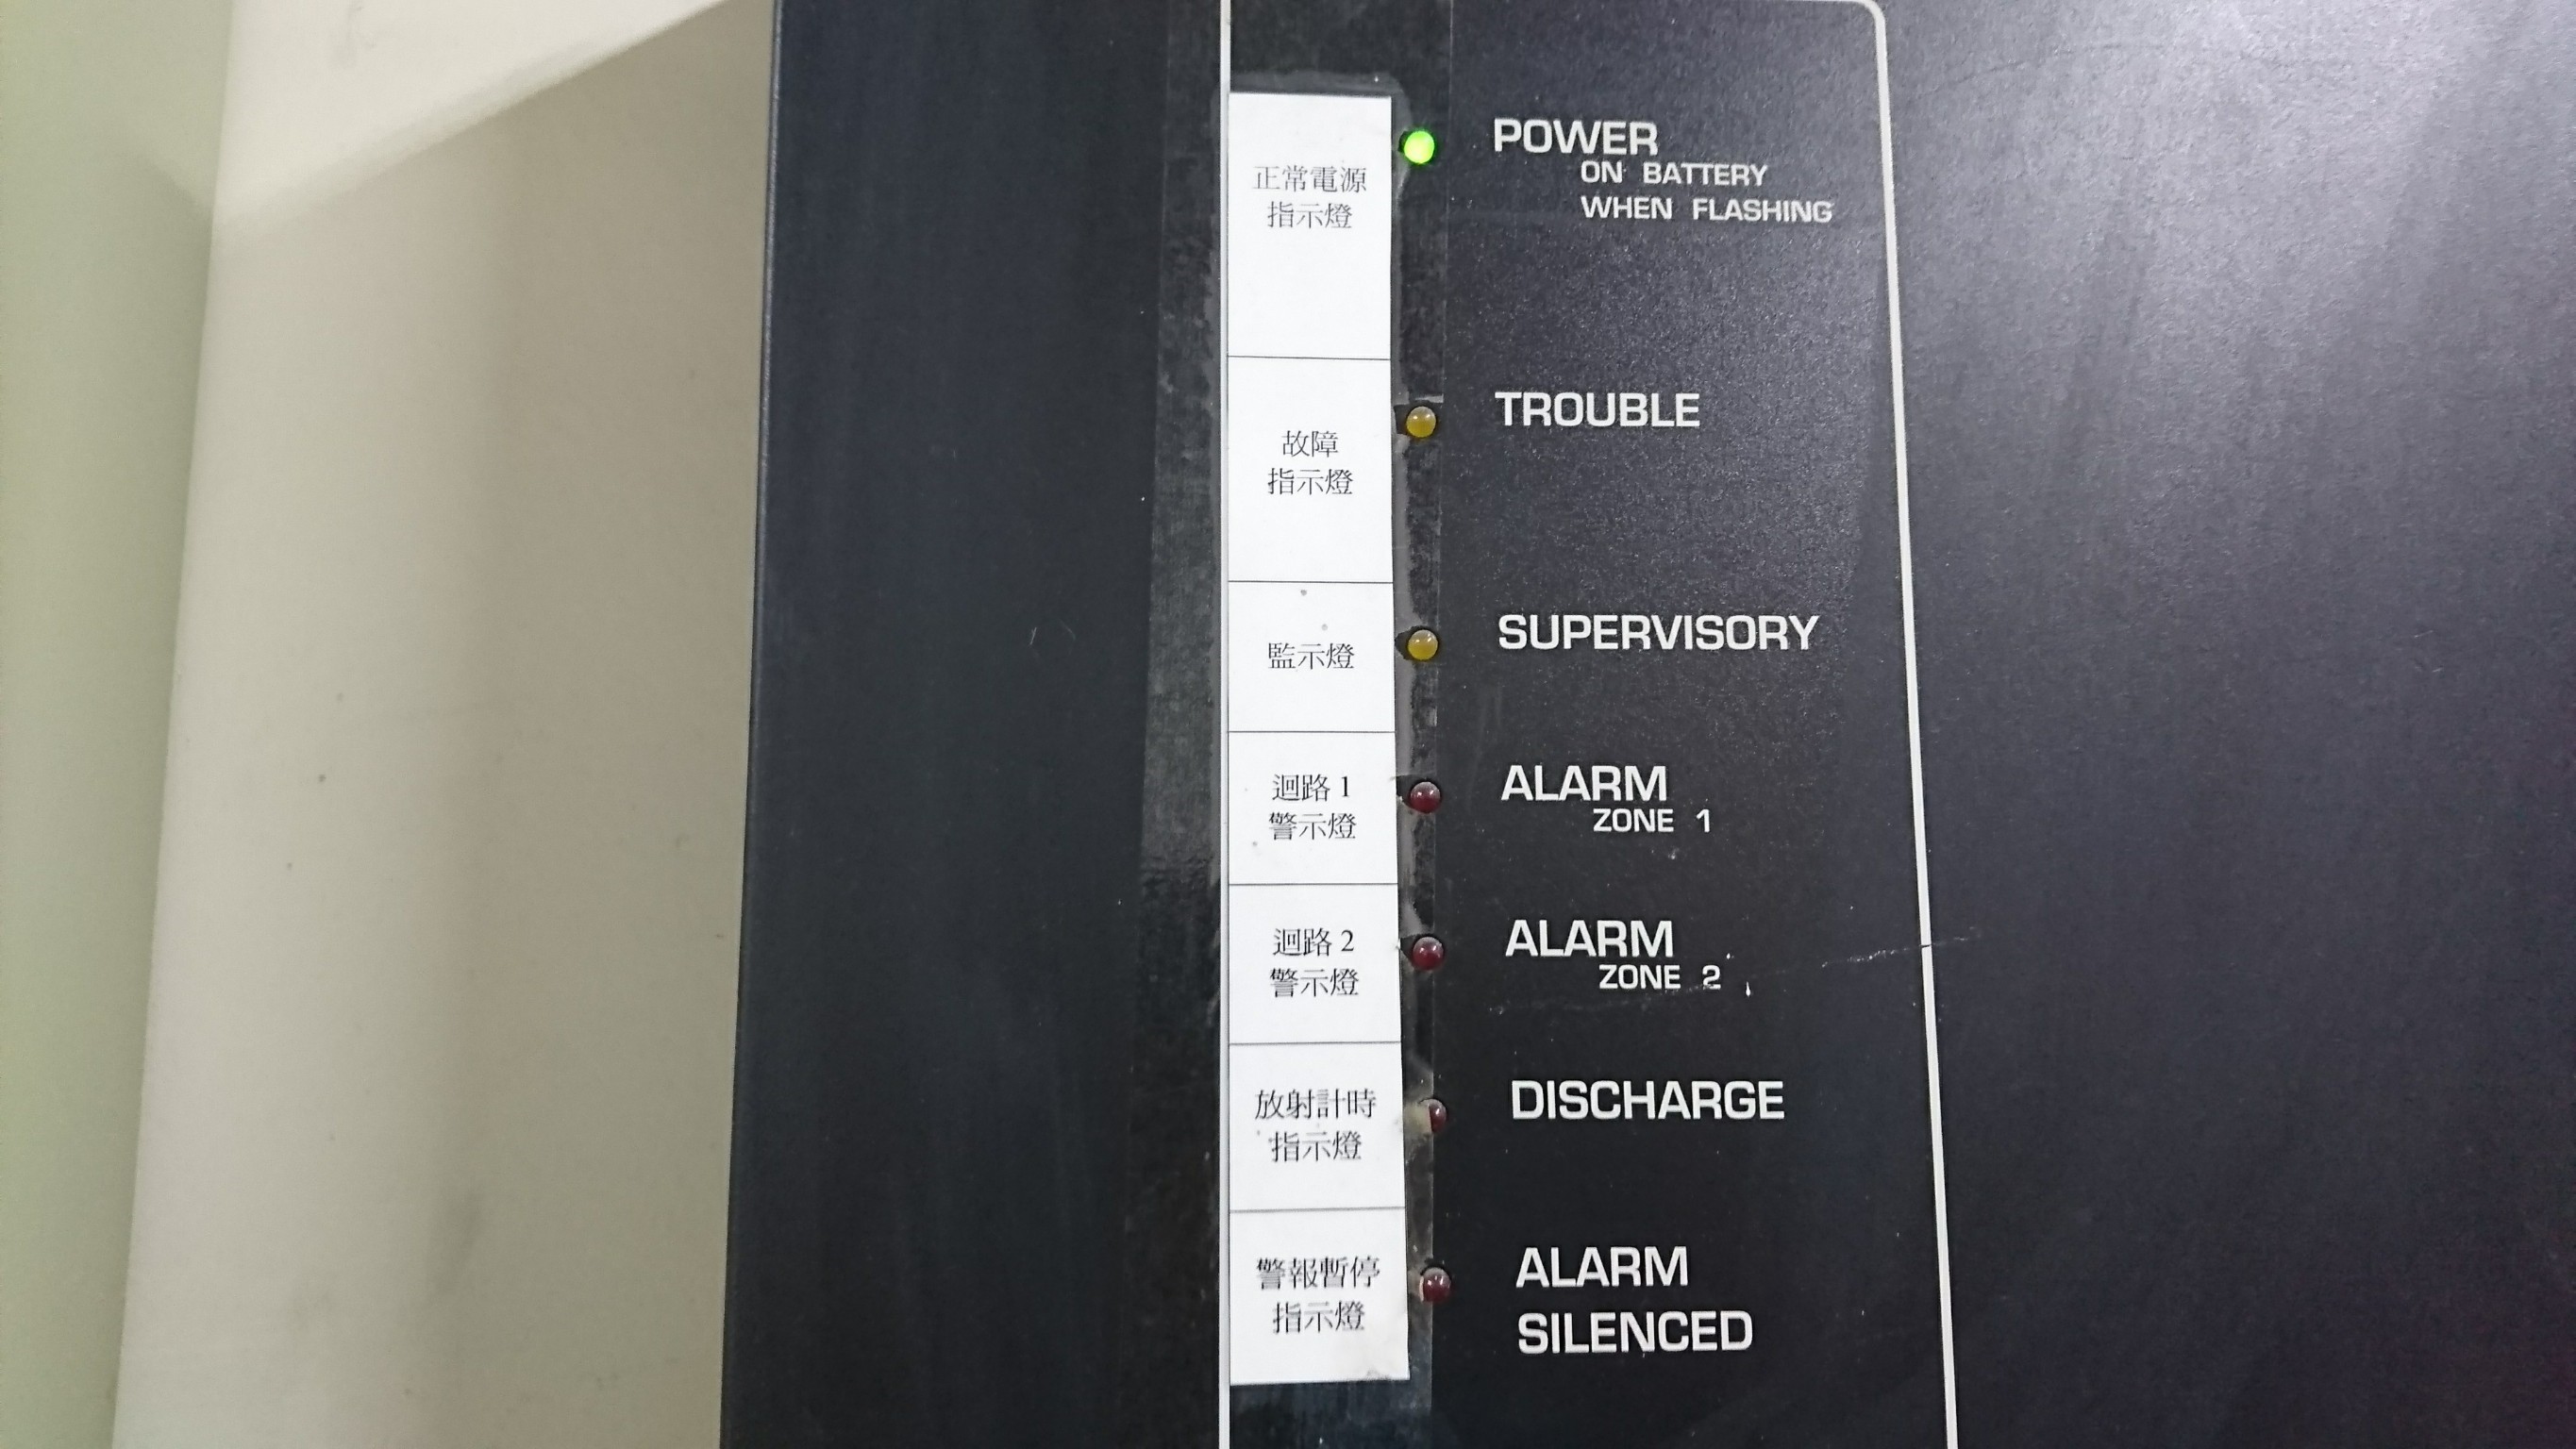 正常電源
指示燈
POWER
ON BATTERY
WHEN FLASHING
故障
指示燈
TROUBLE
監示燈
SUPERVISORY
迴路 1
警示燈
ALARM
ZONE 1
迴路 2
警示燈
ALARM
ZONE 2
放射計時
指示燈
DISCHARGE
警報暫停
指示燈
ALARM
SILENCED